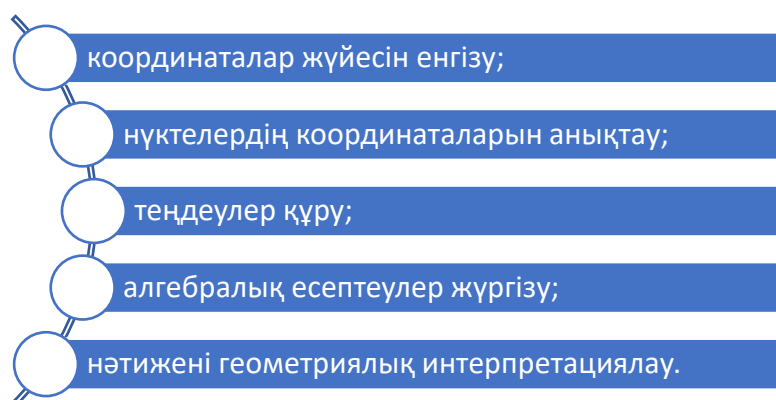 координаталар жүйесін енгізу;
нүктелердің координаталарын анықтау;
теңдеулер құру;
алгебралық есептеулер жүргізу;
нәтижені геометриялық интерпретациялау.